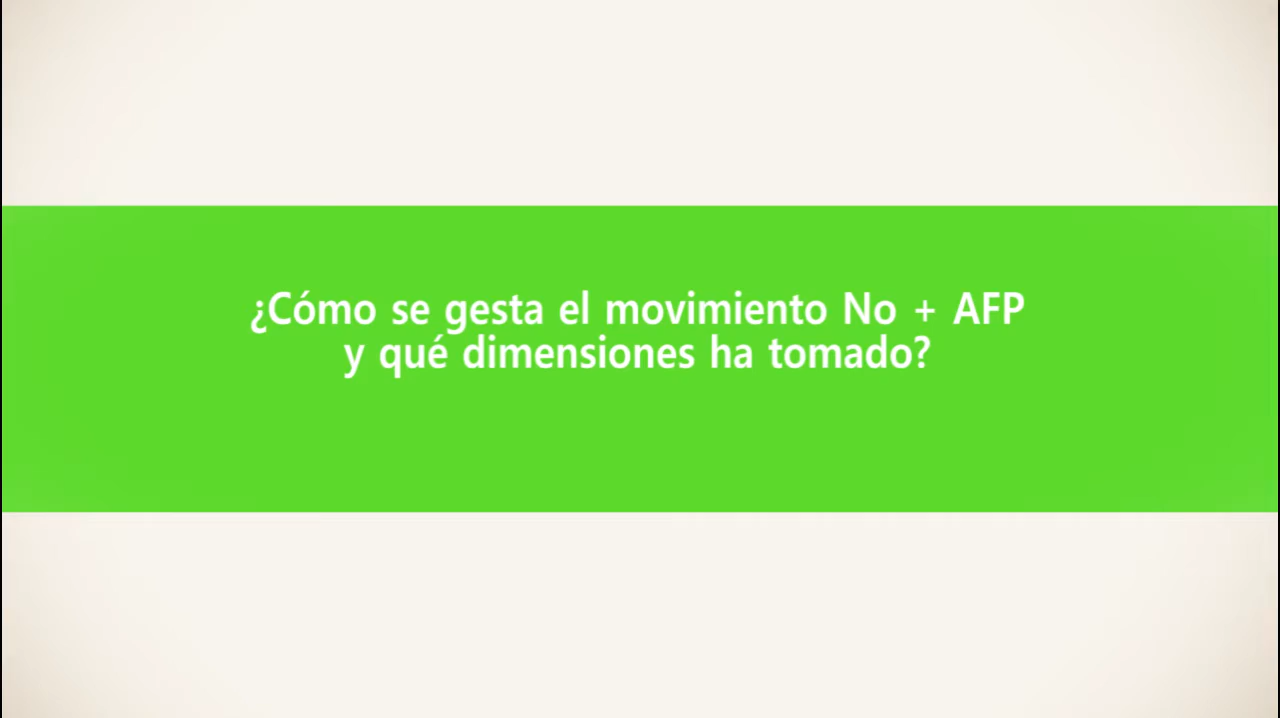 ¿Cómo se gesta el movimiento No + AFP
y qué dimensiones ha tomado?